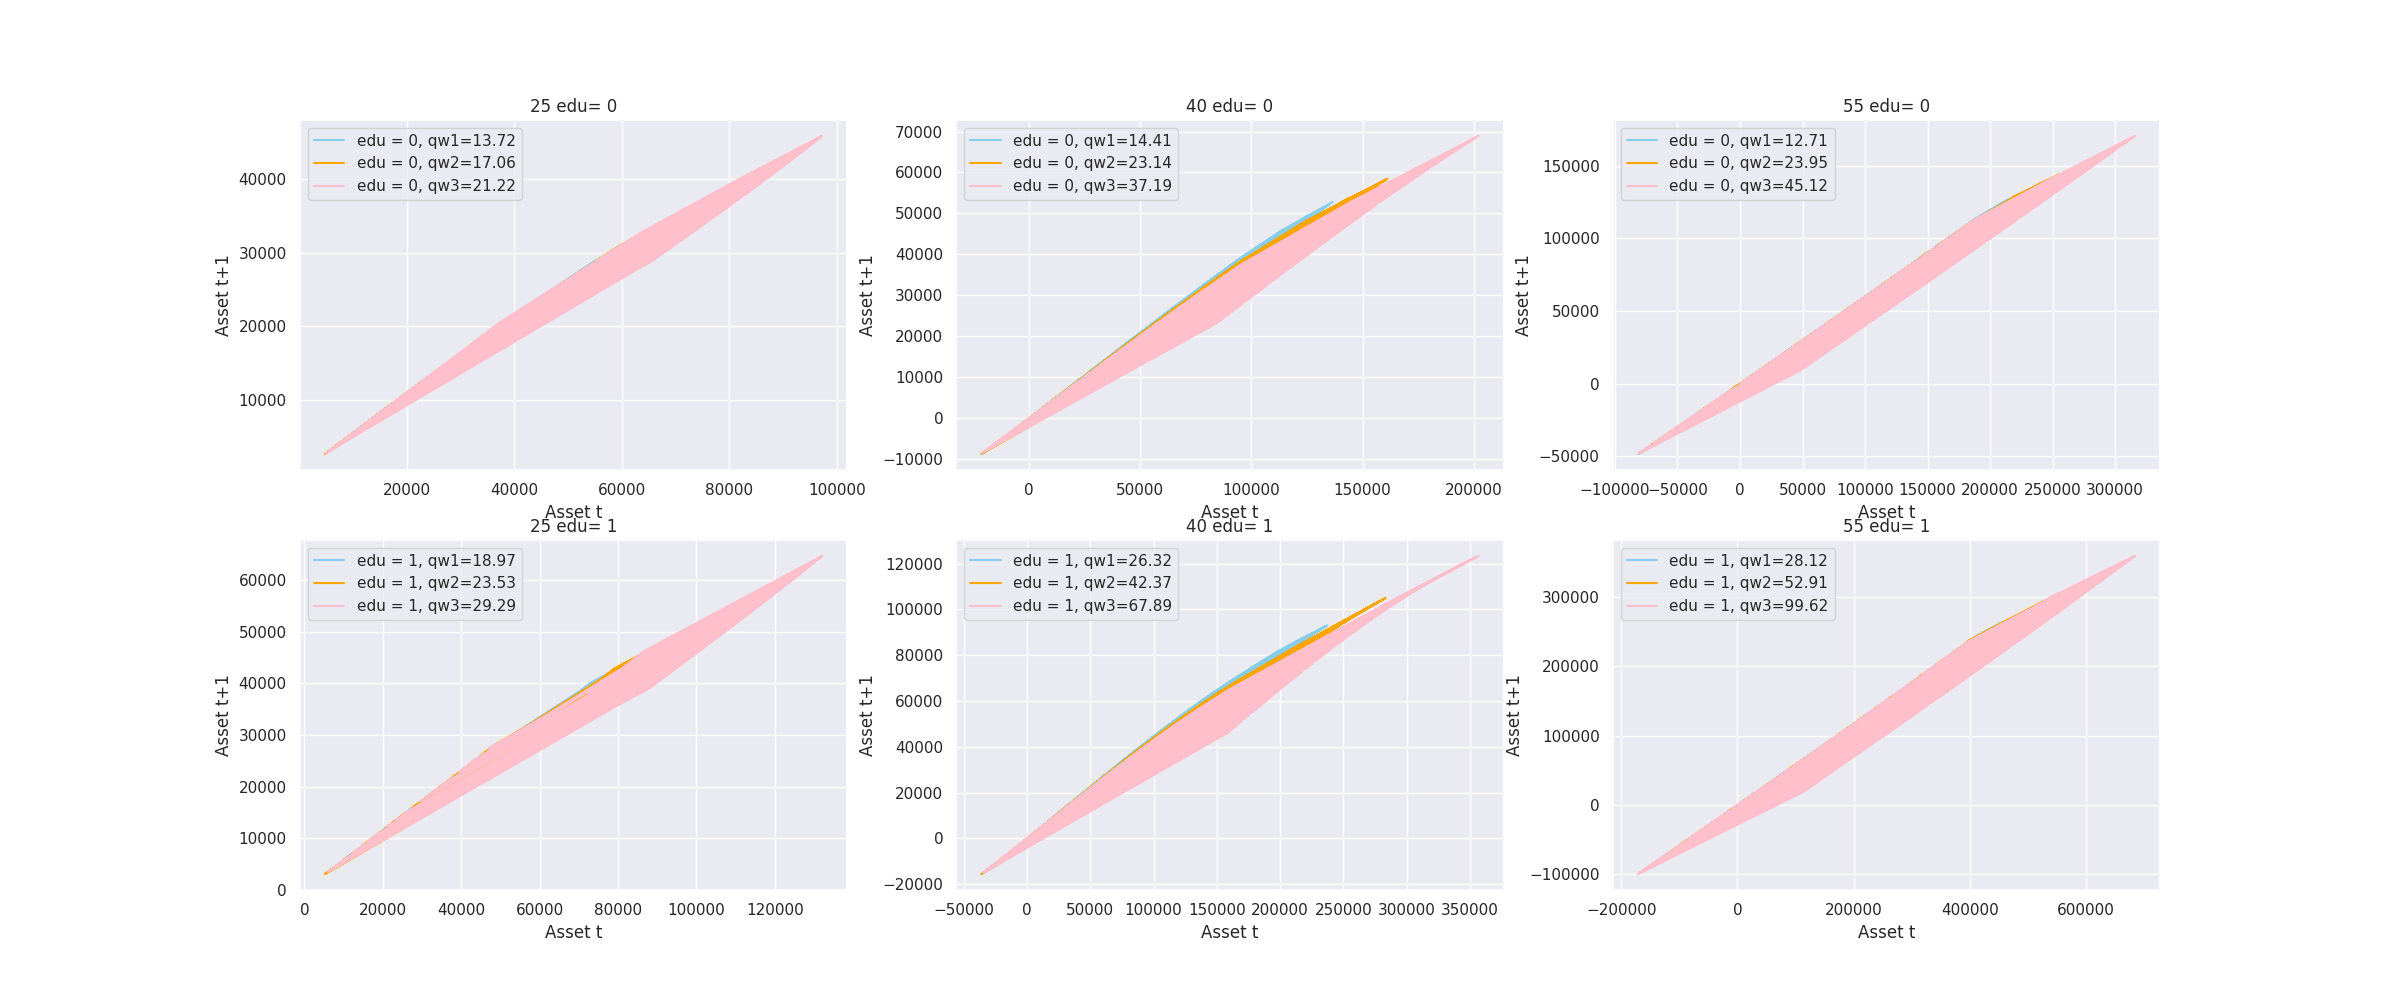 25 edu= 0
edu = 0, qw1=13.72
edu = 0, qw2=17.06
edu = 0, qw3=21.22
40000
30000
20000
10000
Asset t+1
20000 40000 60000 80000 100000
Asset t
40 edu= 0
edu = 0, qw1=14.41
edu = 0, qw2=23.14
edu = 0, qw3=37.19
70000
60000
50000
40000
30000
20000
10000
0
−10000
Asset t+1
0 50000 100000 150000 200000
Asset t
55 edu= 0
edu = 0, qw1=12.71
edu = 0, qw2=23.95
edu = 0, qw3=45.12
150000
100000
50000
0
−50000
Asset t+1
−100000 −50000 0 50000 100000 150000 200000 250000 300000
Asset t
25 edu= 1
edu = 1, qw1=18.97
edu = 1, qw2=23.53
edu = 1, qw3=29.29
60000
50000
40000
30000
20000
10000
0
Asset t+1
0 20000 40000 60000 80000 100000 120000
Asset t
40 edu= 1
edu = 1, qw1=26.32
edu = 1, qw2=42.37
edu = 1, qw3=67.89
120000
100000
80000
60000
40000
20000
0
−20000
Asset t+1
−50000 0 50000 100000 150000 200000 250000 300000 350000
Asset t
55 edu= 1
edu = 1, qw1=28.12
edu = 1, qw2=52.91
edu = 1, qw3=99.62
300000
200000
100000
0
−100000
Asset t+1
−200000 0 200000 400000 600000
Asset t